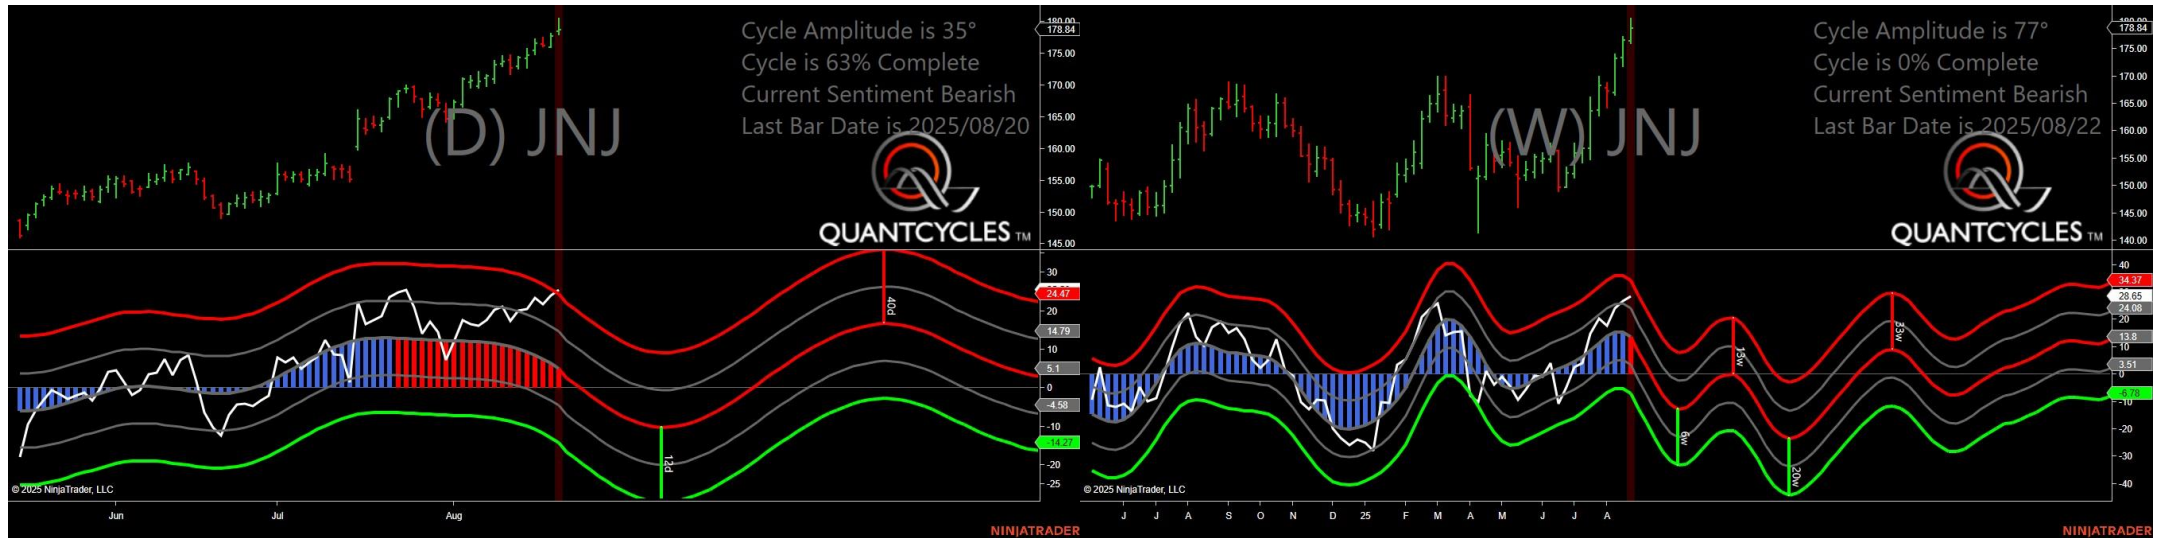 Cycle Amplitude is 35°
Cycle is 63% Complete
Current Sentiment Bearish
Last Bar Date is 2025/08/20
(D) JNJ
QUANTCYCLES TM
180.00
178.84
175.00
170.00
165.00
160.00
155.00
150.00
145.00
30
24.47
20
14.79
10
5.1
0
-4.58
-10
-14.27
-20
-25
40d
12d
© 2025 NinjaTrader, LLC
Jun Jul Aug
NINJATRADER
Cycle Amplitude is 77°
Cycle is 0% Complete
Current Sentiment Bearish
Last Bar Date is 2025/08/22
(W) JNJ
QUANTCYCLES TM
178.84
175.00
170.00
165.00
160.00
155.00
150.00
145.00
140.00
40
34.37
28.65
24.08
20
13.8
10
3.51
0
-6.78
-10
-20
-30
-40
13w
33w
6w
20w
© 2025 NinjaTrader, LLC
J J A S O N D 25 F M A M J J A
NINJATRADER